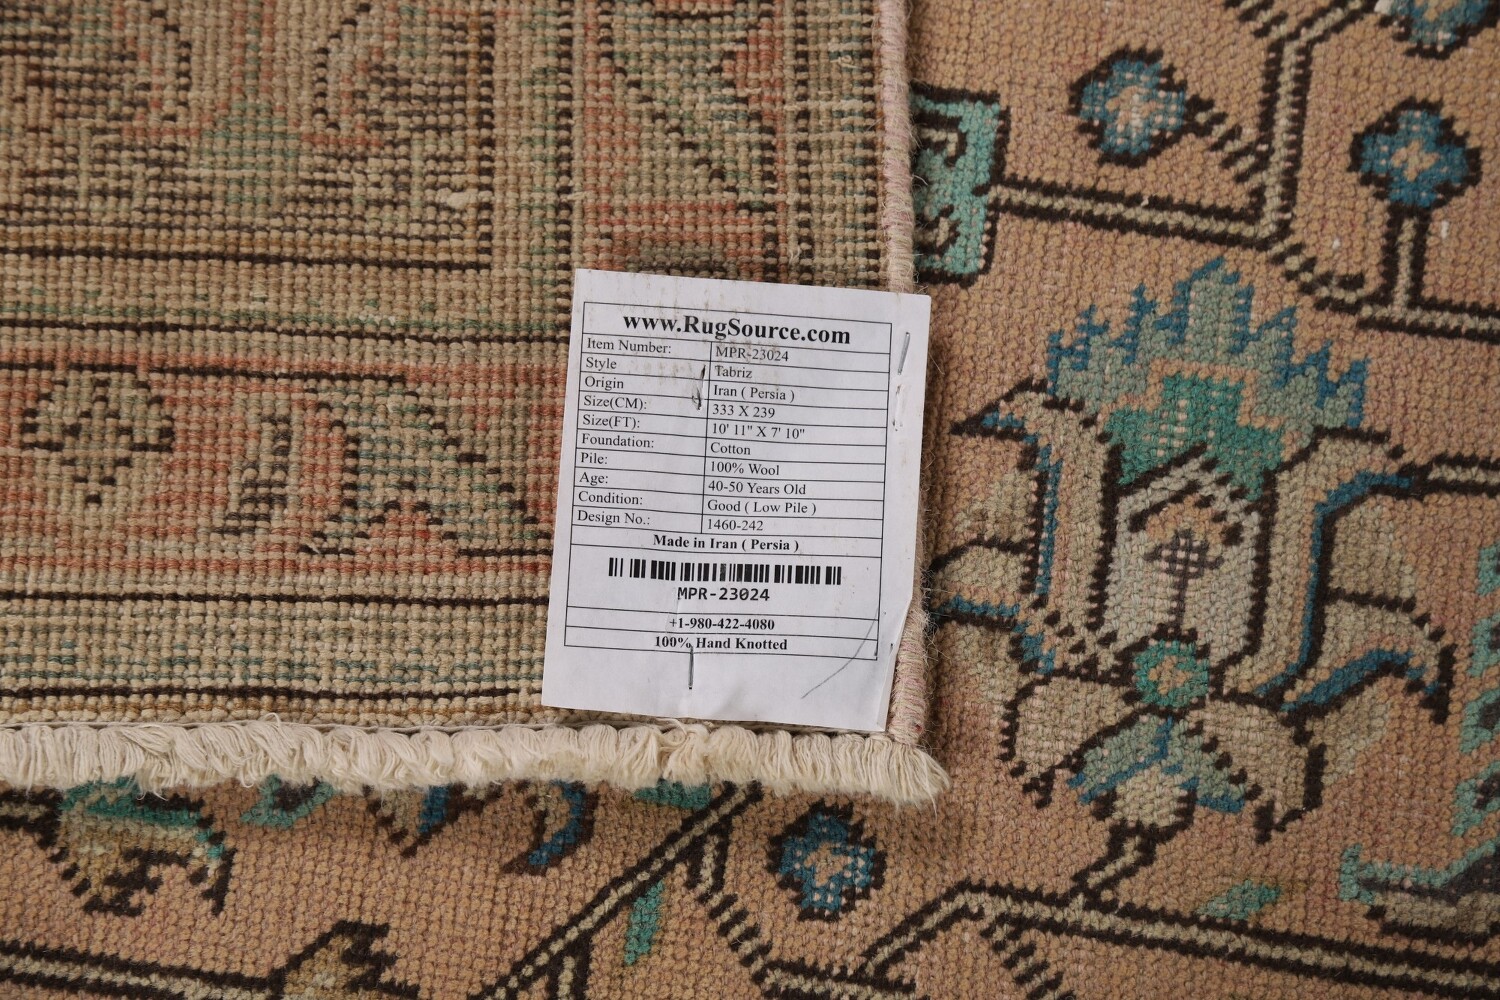 www.RugSource.com
Item Number: MPR-23024
Style Tabriz
Origin Iran ( Persia )
Size(CM): 333 X 239
Size(FT): 10' 11" X 7' 10"
Foundation: Cotton
Pile: 100% Wool
Age: 40-50 Years Old
Condition: Good ( Low Pile )
Design No.: 1460-242
Made in Iran ( Persia )
MPR-23024
+1-980-422-4080
100% Hand Knotted